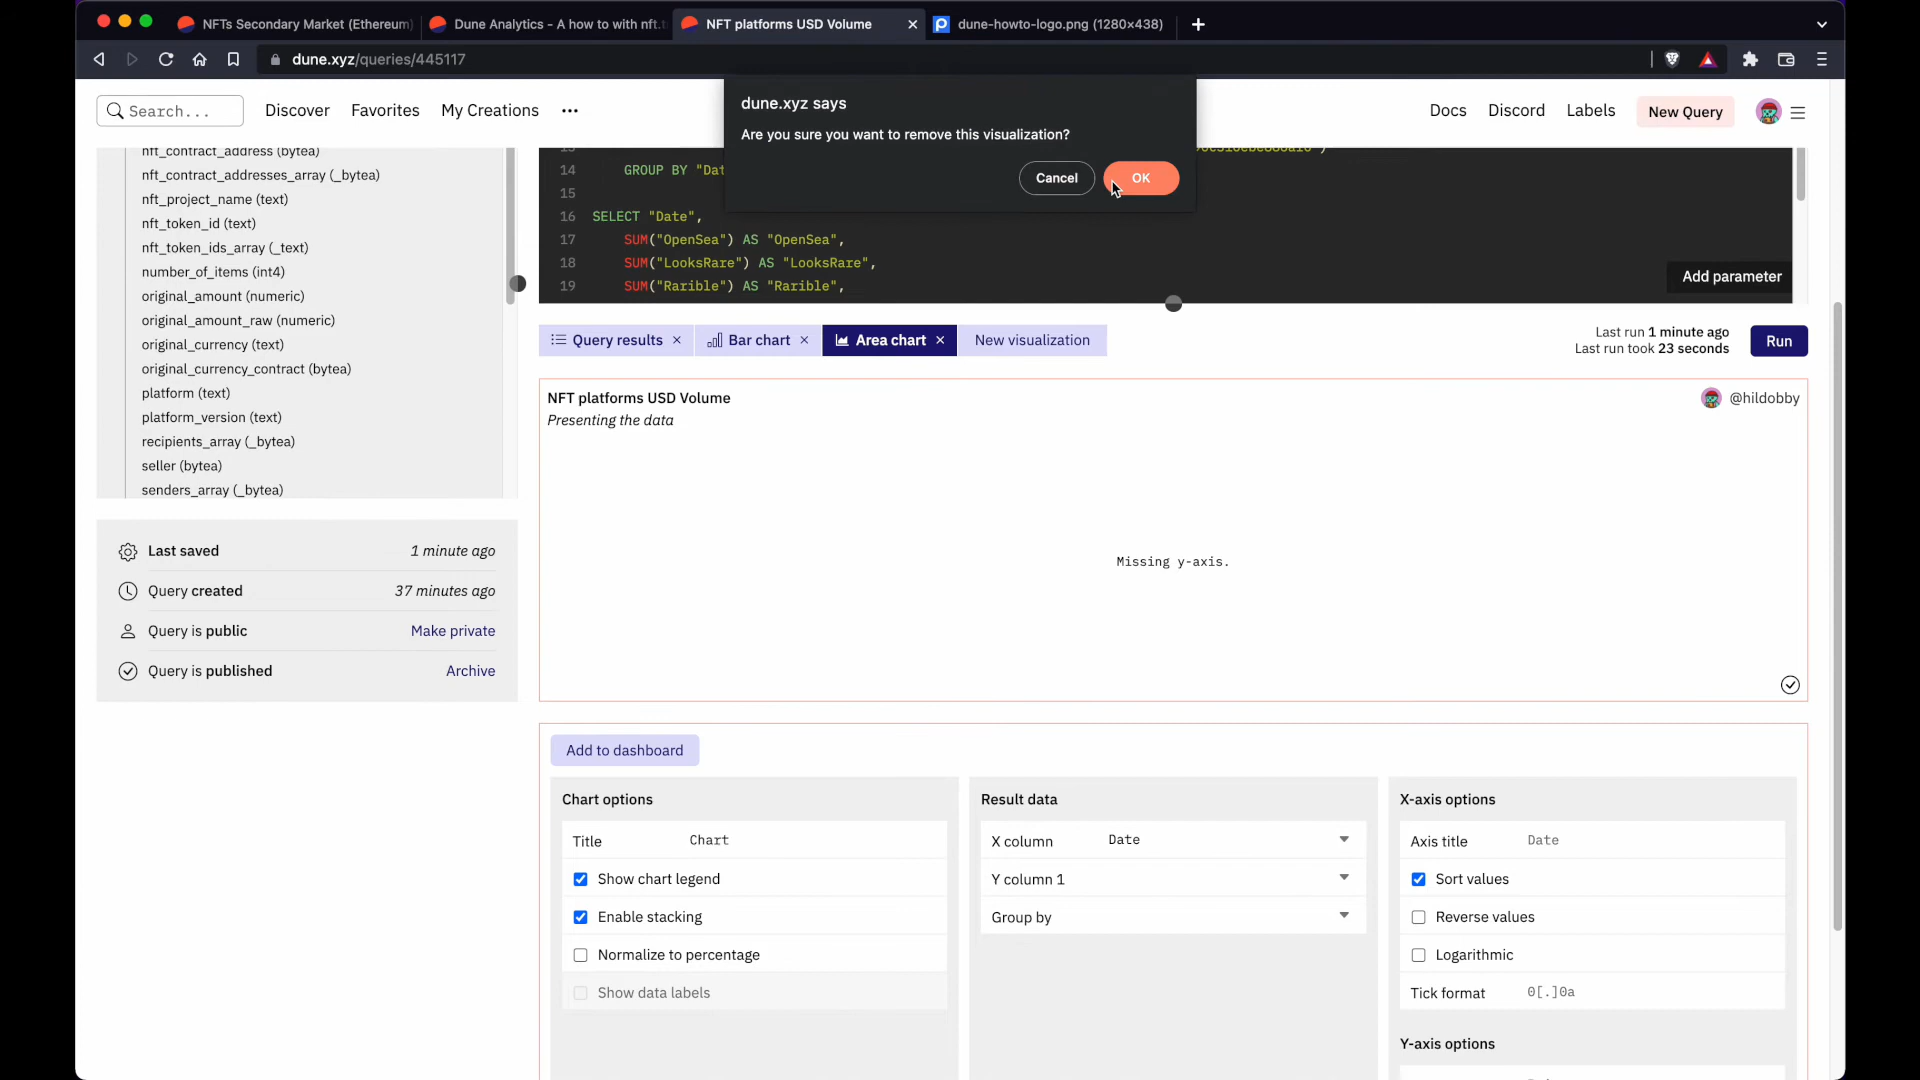 NFTs Secondary Market (Ethereum)
Dune Analytics - A how to with nft.t
NFT platforms USD Volume
dune-howto-logo.png (1280×438)
dune.xyz/queries/445117
dune.xyz says
Are you sure you want to remove this visualization?
Cancel
OK
Search...
Discover
Favorites
My Creations
Docs
Discord
Labels
New Query
nft_contract_address (bytea)
nft_contract_addresses_array (_bytea)
nft_project_name (text)
nft_token_id (text)
nft_token_ids_array (_text)
number_of_items (int4)
original_amount (numeric)
original_amount_raw (numeric)
original_currency (text)
original_currency_contract (bytea)
platform (text)
platform_version (text)
recipients_array (_bytea)
seller (bytea)
senders_array (_bytea)
14 GROUP BY "Dat
15
16 SELECT "Date",
17 SUM("OpenSea") AS "OpenSea",
18 SUM("LooksRare") AS "LooksRare",
19 SUM("Rarible") AS "Rarible",
Add parameter
Query results
Bar chart
Area chart
New visualization
Last run 1 minute ago
Last run took 23 seconds
Run
NFT platforms USD Volume
Presenting the data
@hildobby
Missing y-axis.
Last saved 1 minute ago
Query created 37 minutes ago
Query is public Make private
Query is published Archive
Add to dashboard
Chart options
Title Chart
Show chart legend
Enable stacking
Normalize to percentage
Show data labels
Result data
X column Date
Y column 1
Group by
X-axis options
Axis title Date
Sort values
Reverse values
Logarithmic
Tick format 0[.]0a
Y-axis options